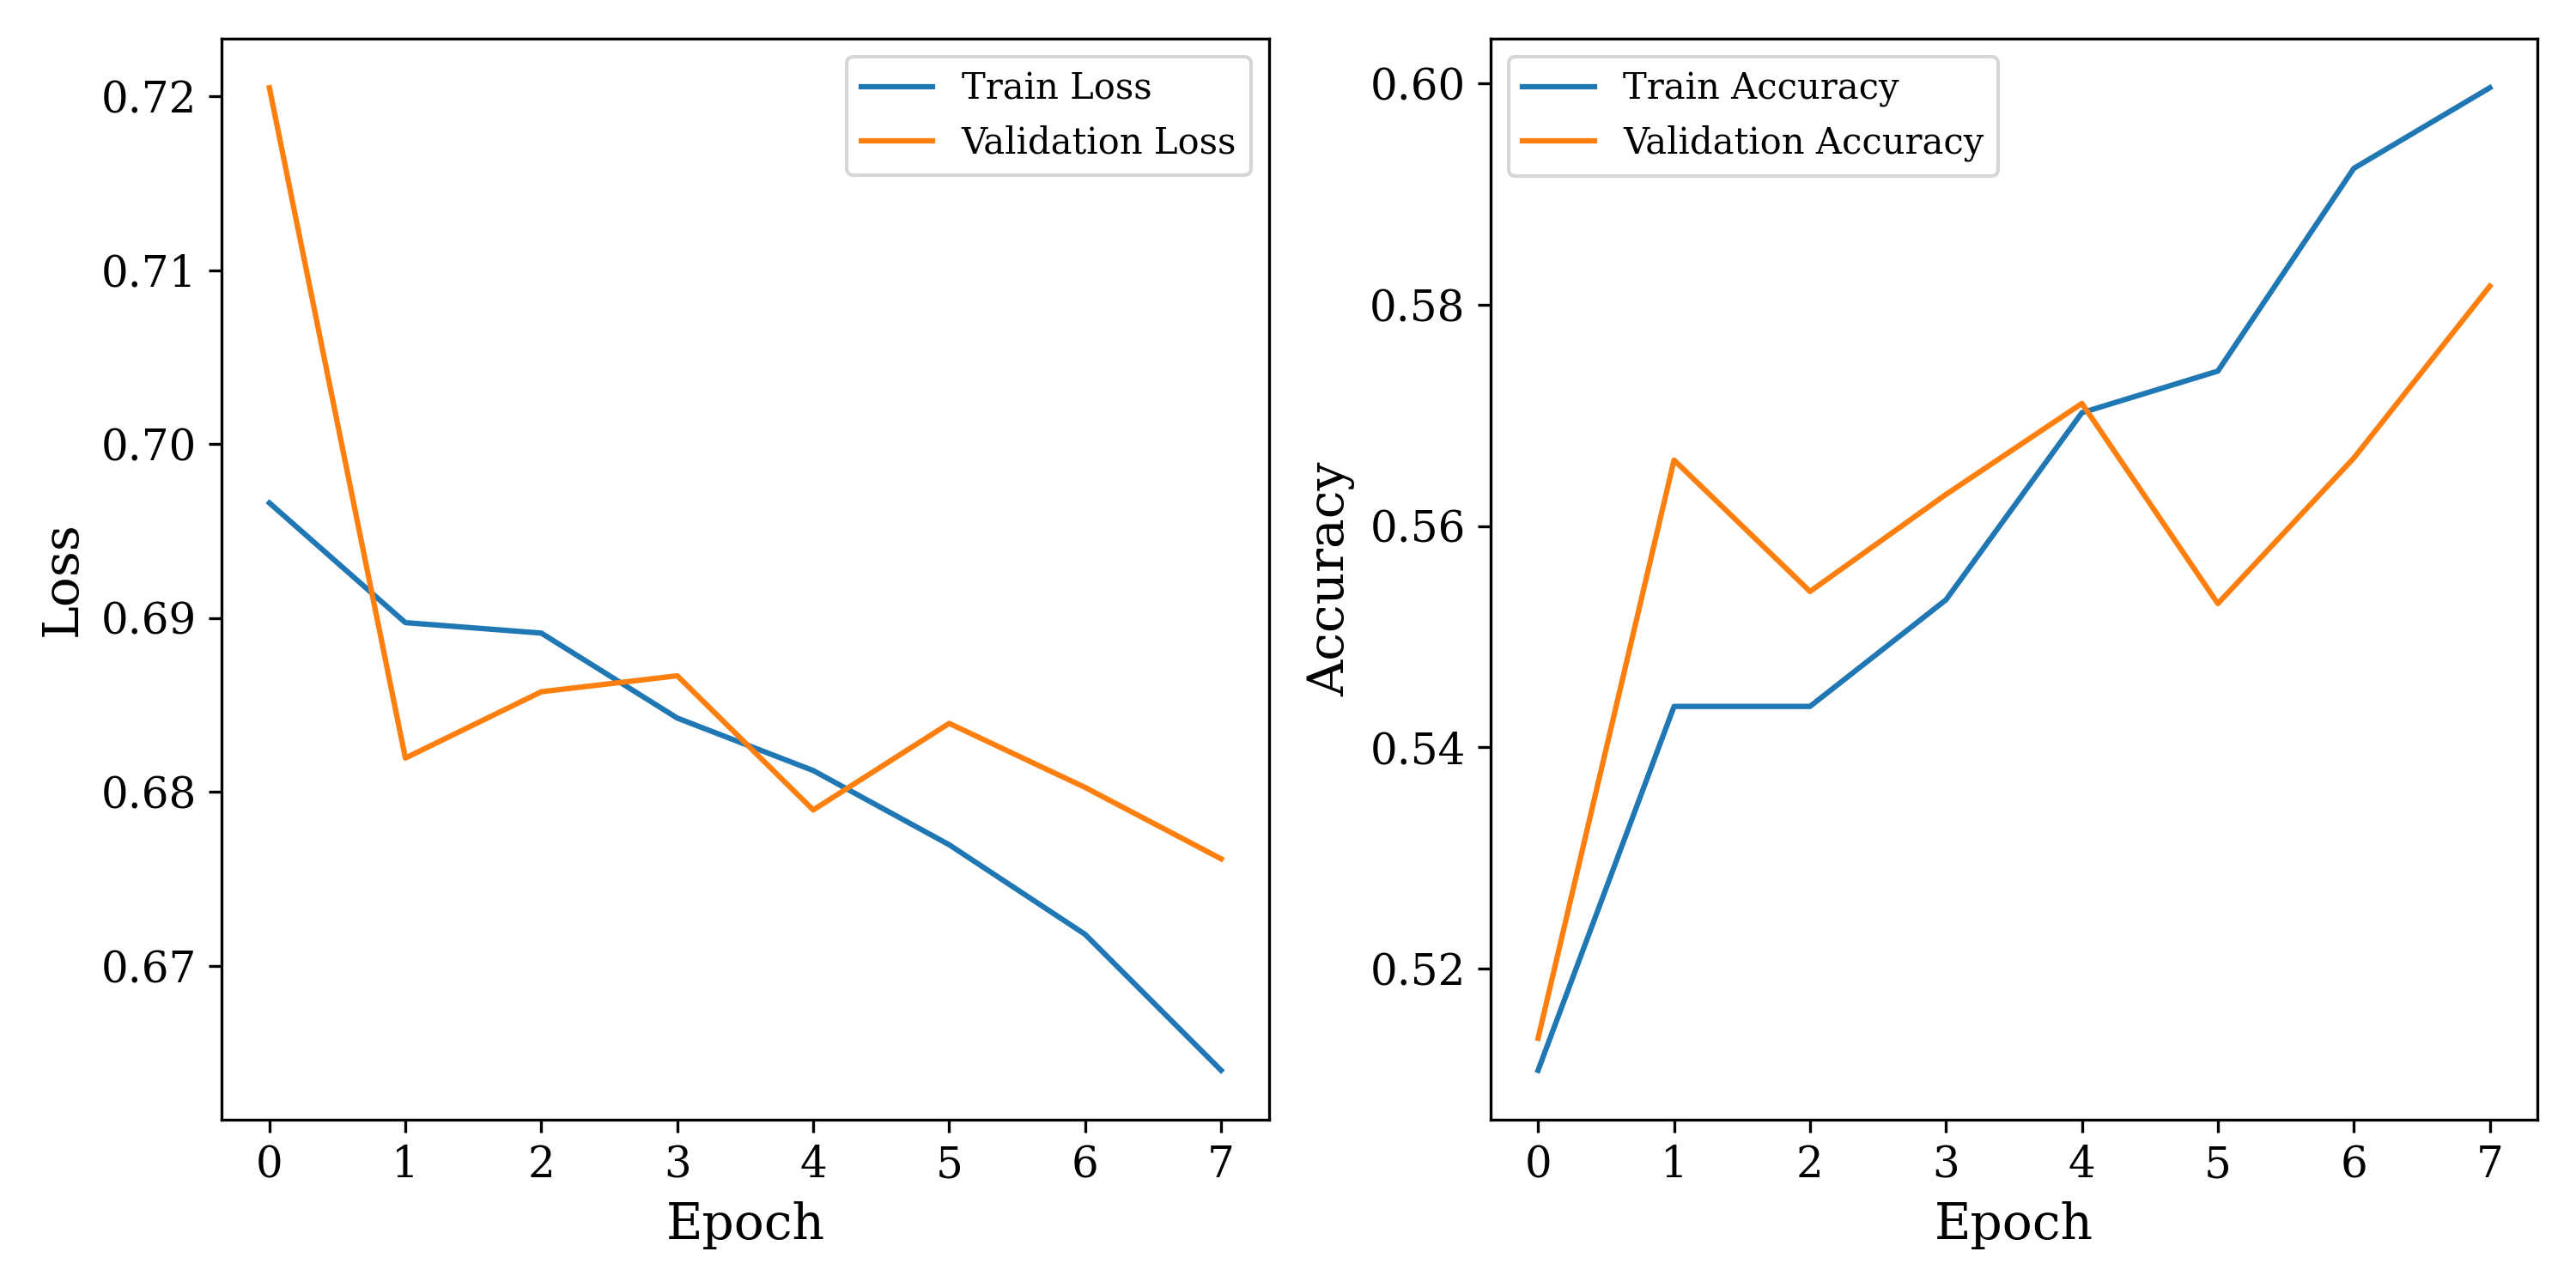 Train Loss
Validation Loss
0.72
0.71
0.70
0.69
0.68
0.67
Loss
0 1 2 3 4 5 6 7
Epoch
Train Accuracy
Validation Accuracy
0.60
0.58
0.56
0.54
0.52
Accuracy
0 1 2 3 4 5 6 7
Epoch